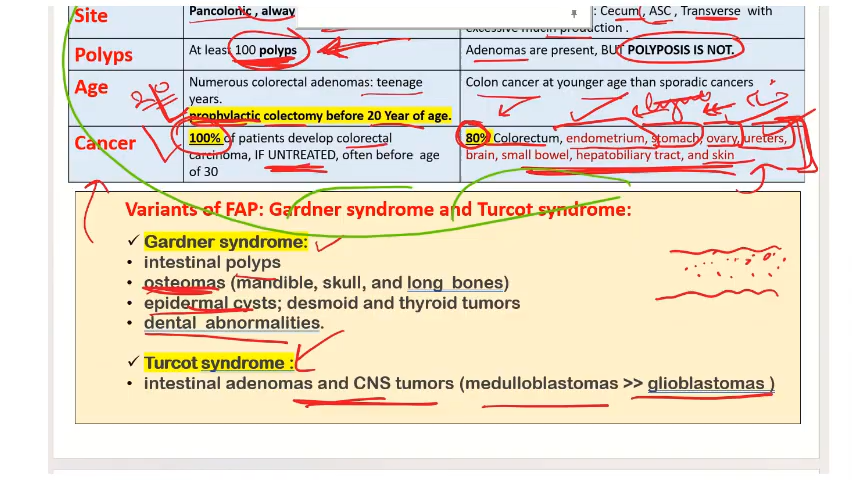 Site
Pancolonic, alway
: Cecum, ASC, Transverse with
excessive mucin production .
Polyps
At least 100 polyps
Adenomas are present, BUT POLYPOSIS IS NOT.
Age
Numerous colorectal adenomas: teenage
years.
prophylactic colectomy before 20 Year of age.
Colon cancer at younger age than sporadic cancers
Cancer
100% of patients develop colorectal
carcinoma, IF UNTREATED, often before age
of 30
80% Colorectum, endometrium, stomach, ovary, ureters,
brain, small bowel, hepatobiliary tract, and skin
Variants of FAP: Gardner syndrome and Turcot syndrome:
✓ Gardner syndrome:
• intestinal polyps
• osteomas (mandible, skull, and long bones)
• epidermal cysts; desmoid and thyroid tumors
• dental abnormalities.
✓ Turcot syndrome :
• intestinal adenomas and CNS tumors (medulloblastomas >> glioblastomas )